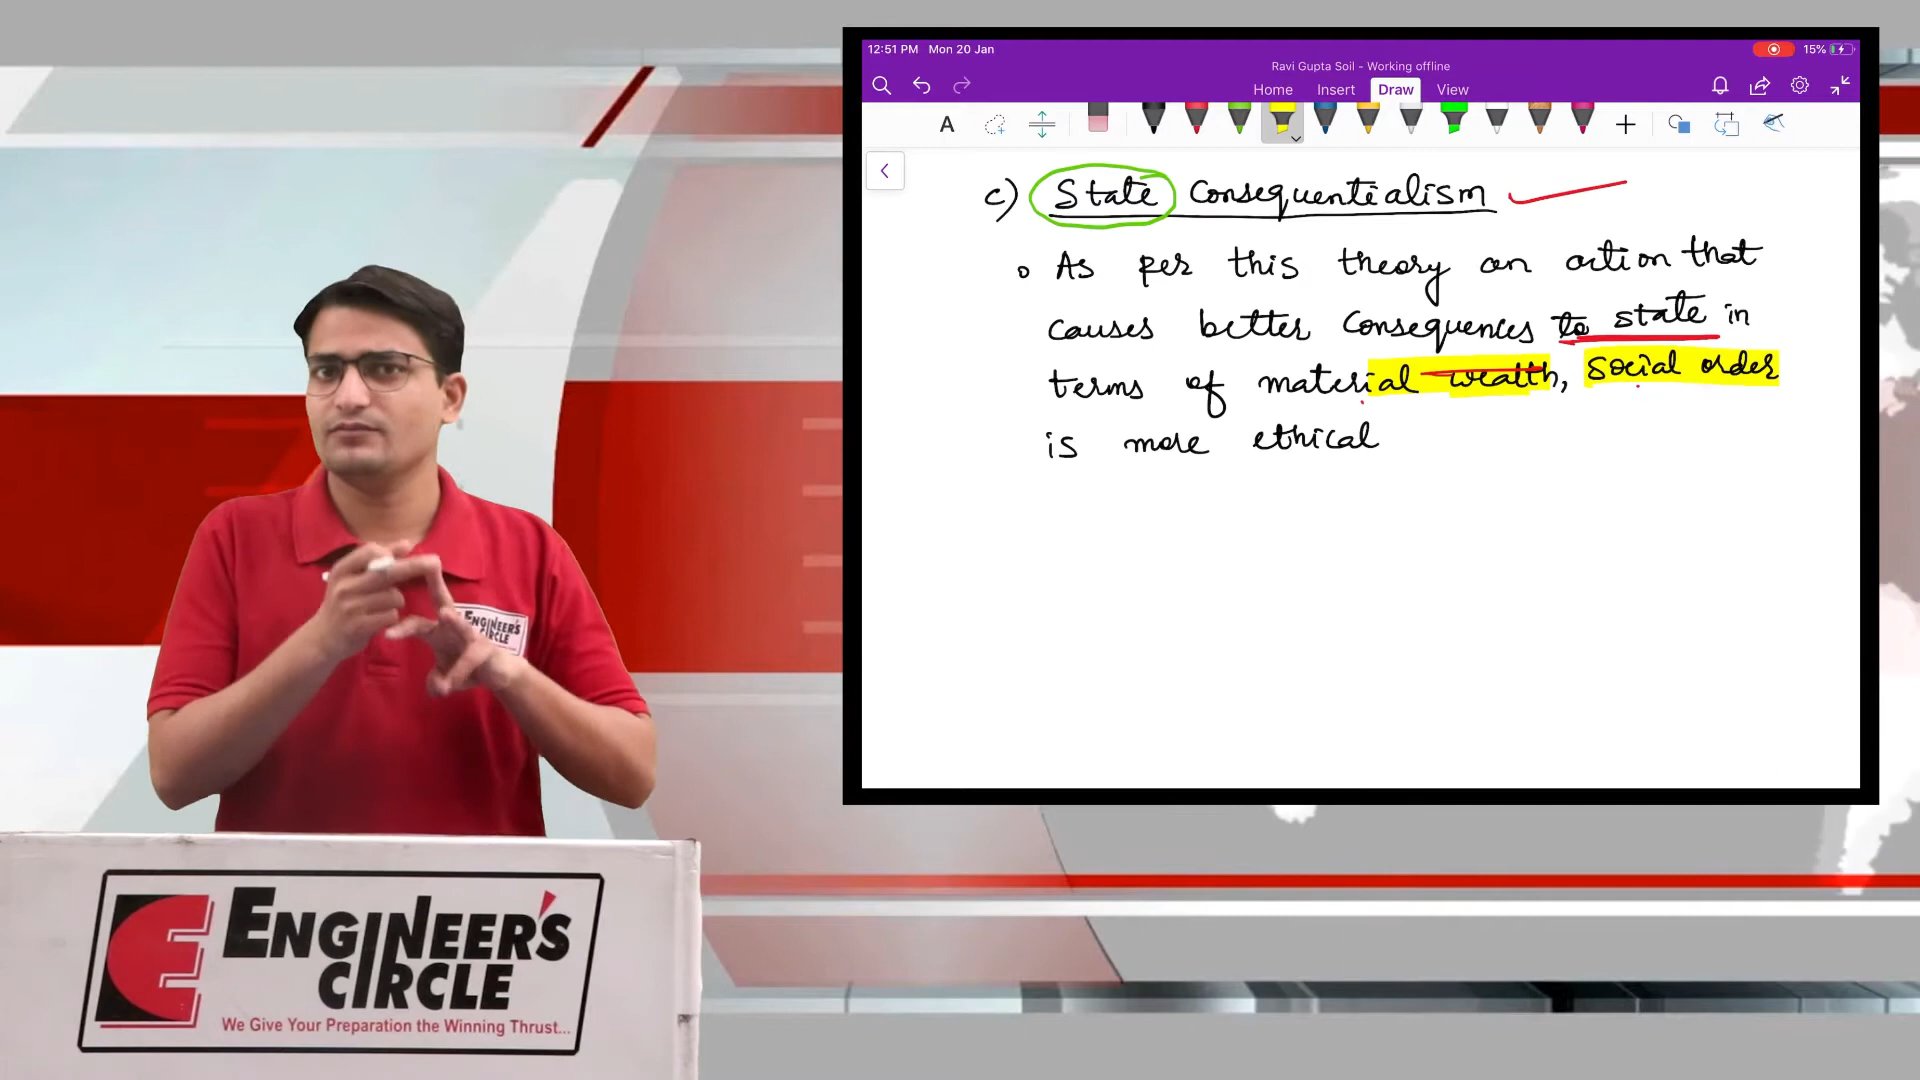 12:51 PM Mon 20 Jan
15%
Ravi Gupta Soil - Working offline
Home Insert Draw View
A
c) State Consequentialism
o As per this theory an action that
causes better consequences to state in
terms of material wealth, social order
is more ethical
ENGINEER'S
CIRCLE
ENGINEER'S
CIRCLE
We Give Your Preparation the Winning Thrust...